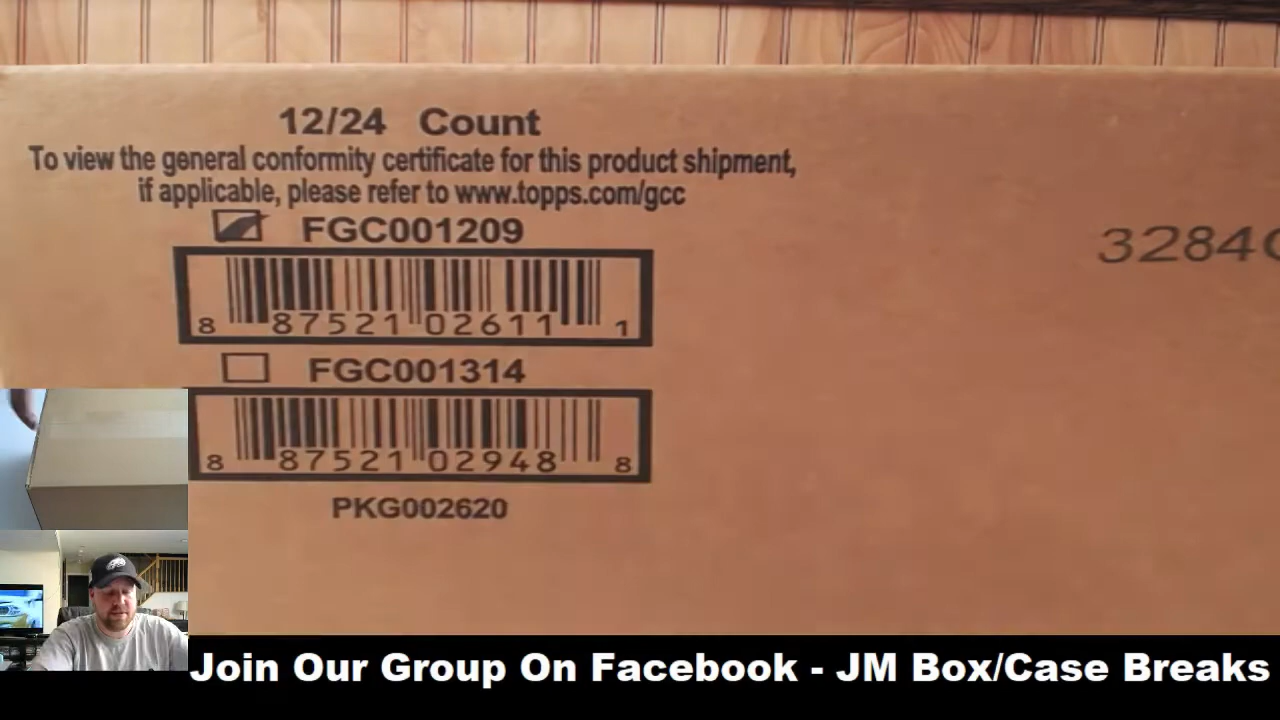 12/24 Count
To view the general conformity certificate for this product shipment,
if applicable, please refer to www.topps.com/gcc
FGC001209
3284
8 87521 02611 1
FGC001314
8 87521 02948 8
PKG002620
Join Our Group On Facebook - JM Box/Case Breaks